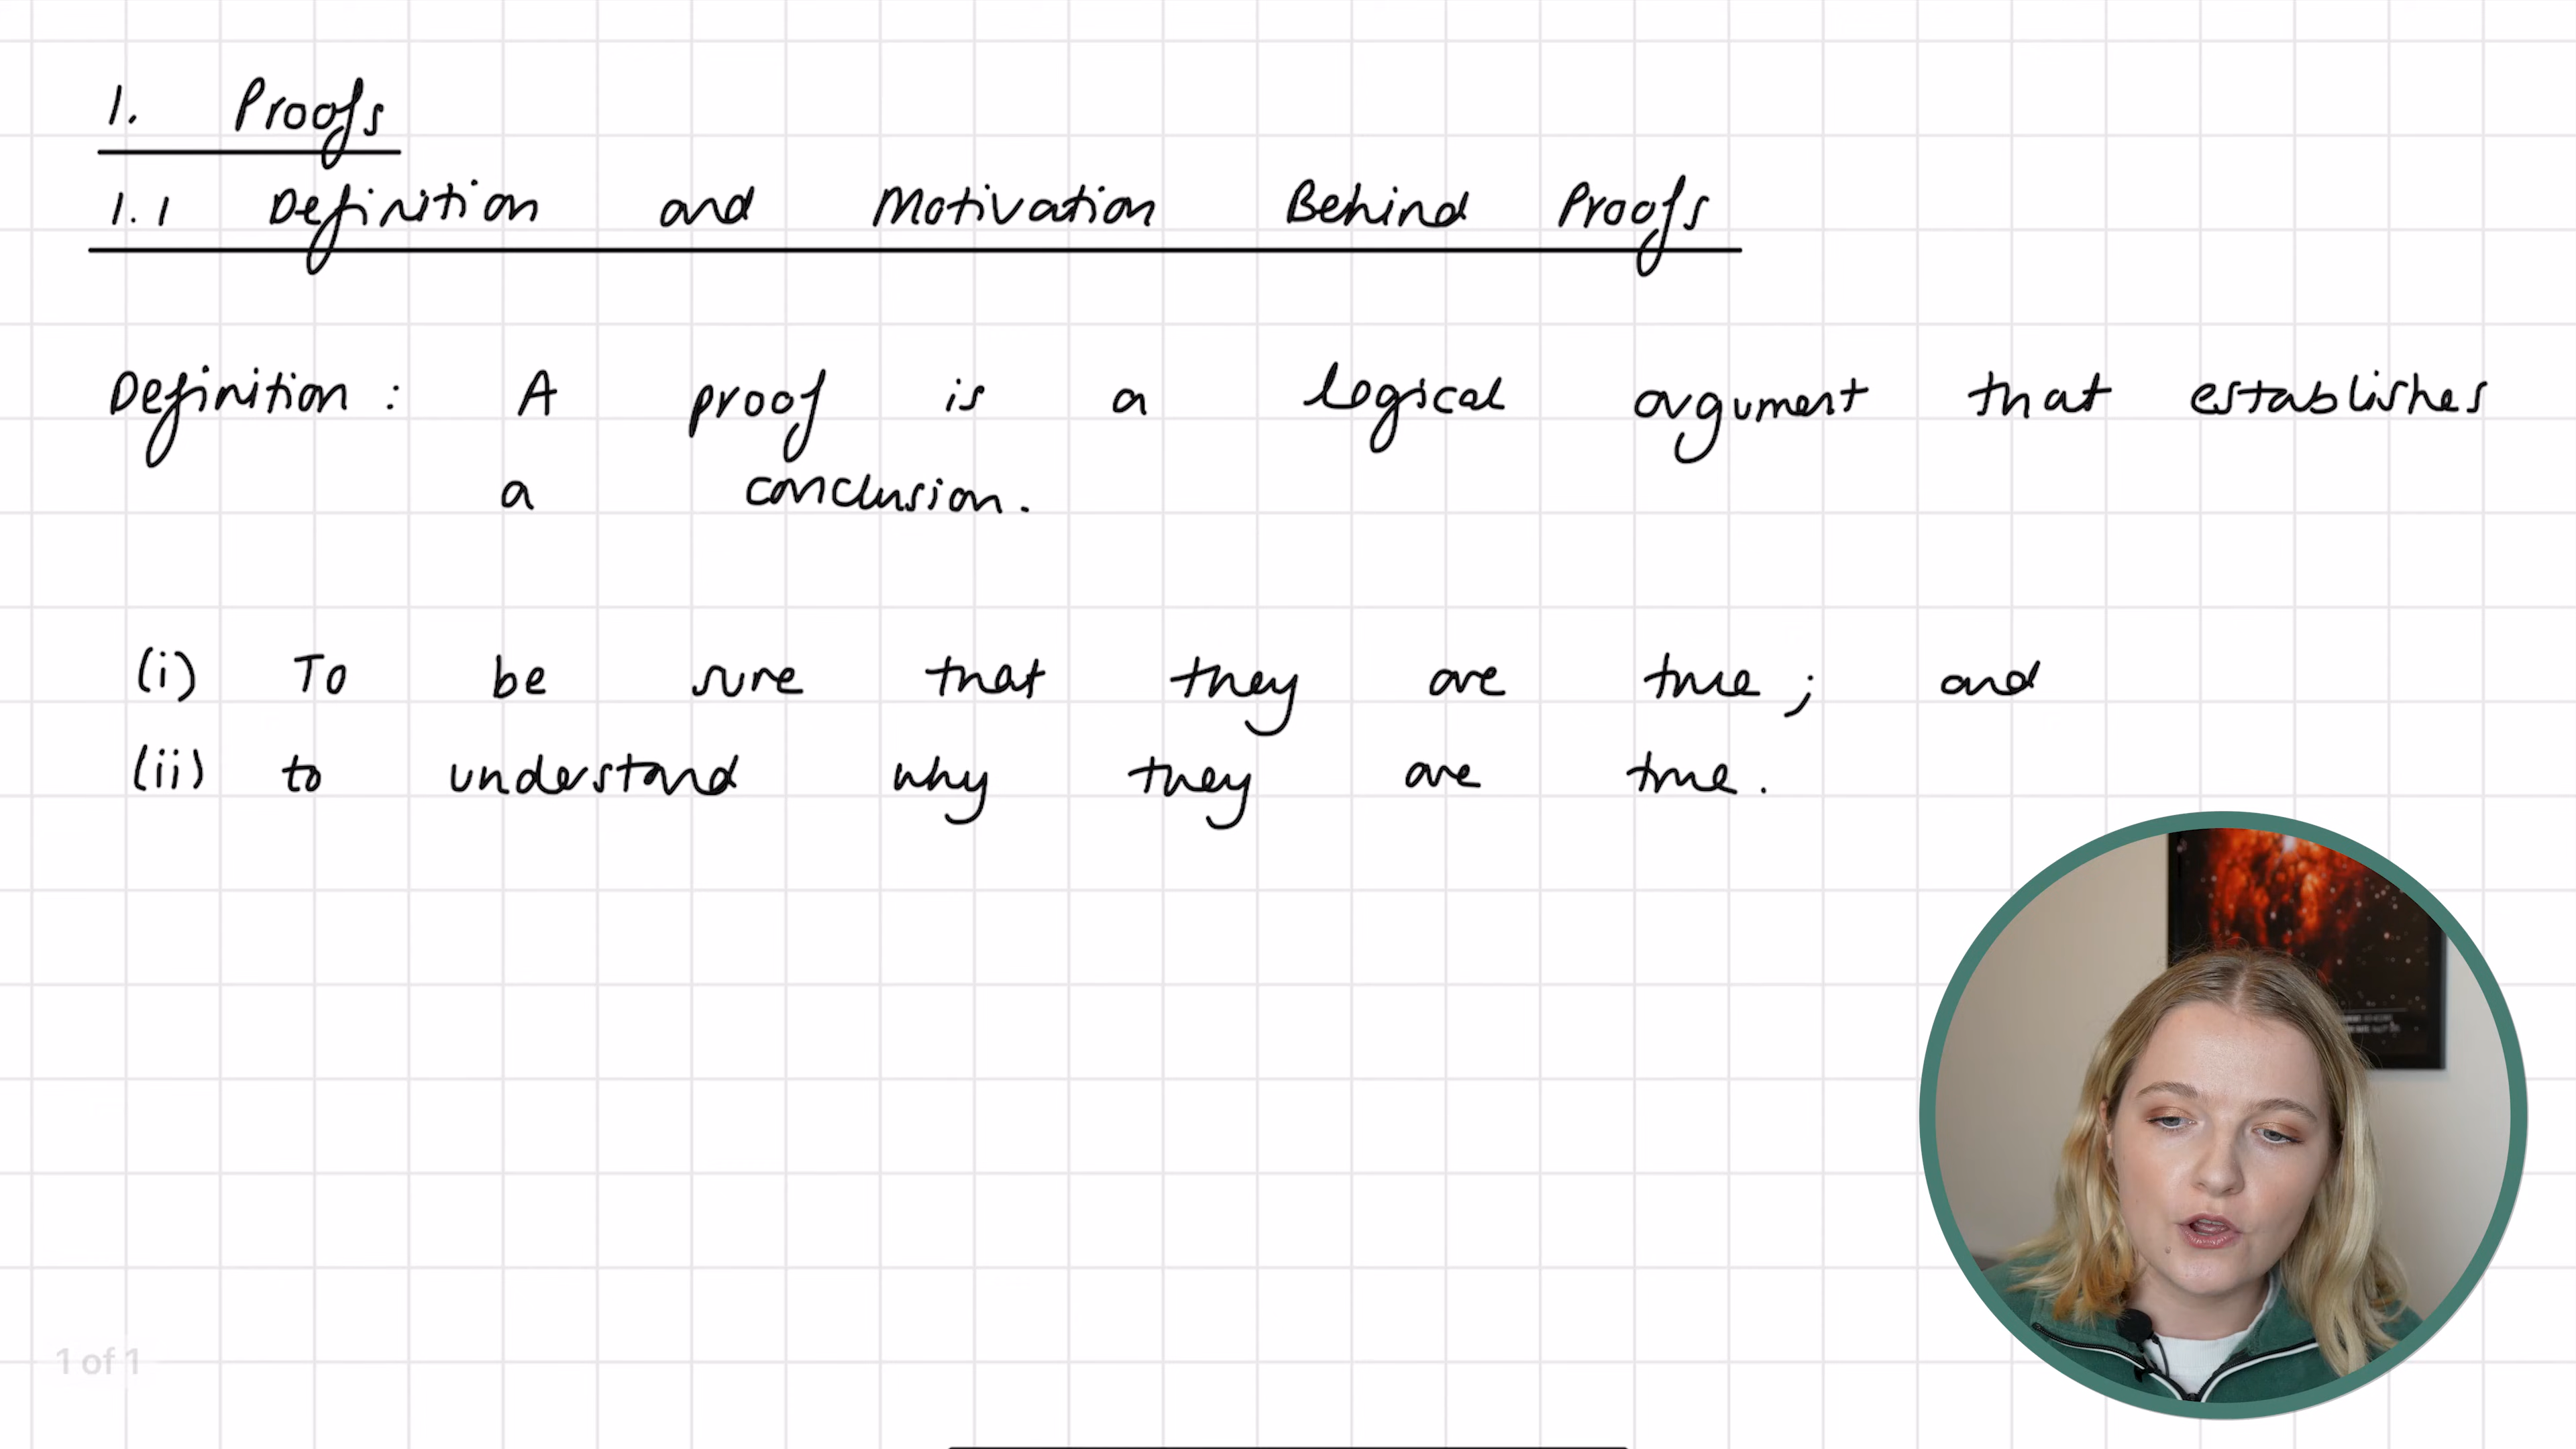 1. Proofs
1.1 Definition and Motivation Behind Proofs
Definition: A proof is a logical argument that establishes
a conclusion.
(i) To be sure that they are true; and
(ii) to understand why they are true.
1 of 1